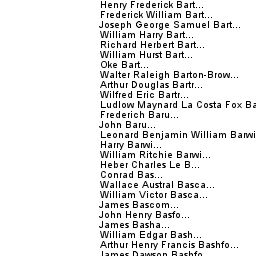 Henry Frederick Bart...
Frederick William Bart...
Joseph George Samuel Bart...
William Harry Bart...
Richard Herbert Bart...
William Hurst Bart...
Oke Bart...
Walter Raleigh Barton-Brow...
Arthur Douglas Bartr...
Wilfred Eric Bartr...
Ludlow Maynard La Costa Fox Ba
Frederich Baru...
John Baru...
Leonard Benjamin William Barwi
Harry Barwi...
William Ritchie Barwi...
Heber Charles Le B...
Conrad Bas...
Wallace Austral Basca...
William Victor Basca...
James Bascom...
John Henry Basfo...
James Basha...
William Edgar Bash...
Arthur Henry Francis Bashfo...
James Dawson Bashfo